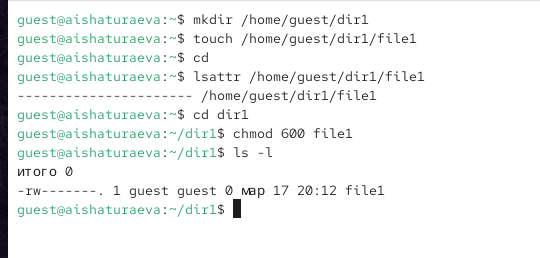 guest@aishaturaeva:~$ mkdir /home/guest/dir1
guest@aishaturaeva:~$ touch /home/guest/dir1/file1
guest@aishaturaeva:~$ cd
guest@aishaturaeva:~$ lsattr /home/guest/dir1/file1
---------------------- /home/guest/dir1/file1
guest@aishaturaeva:~$ cd dir1
guest@aishaturaeva:~/dir1$ chmod 600 file1
guest@aishaturaeva:~/dir1$ ls -l
итого 0
-rw-------. 1 guest guest 0 мар 17 20:12 file1
guest@aishaturaeva:~/dir1$